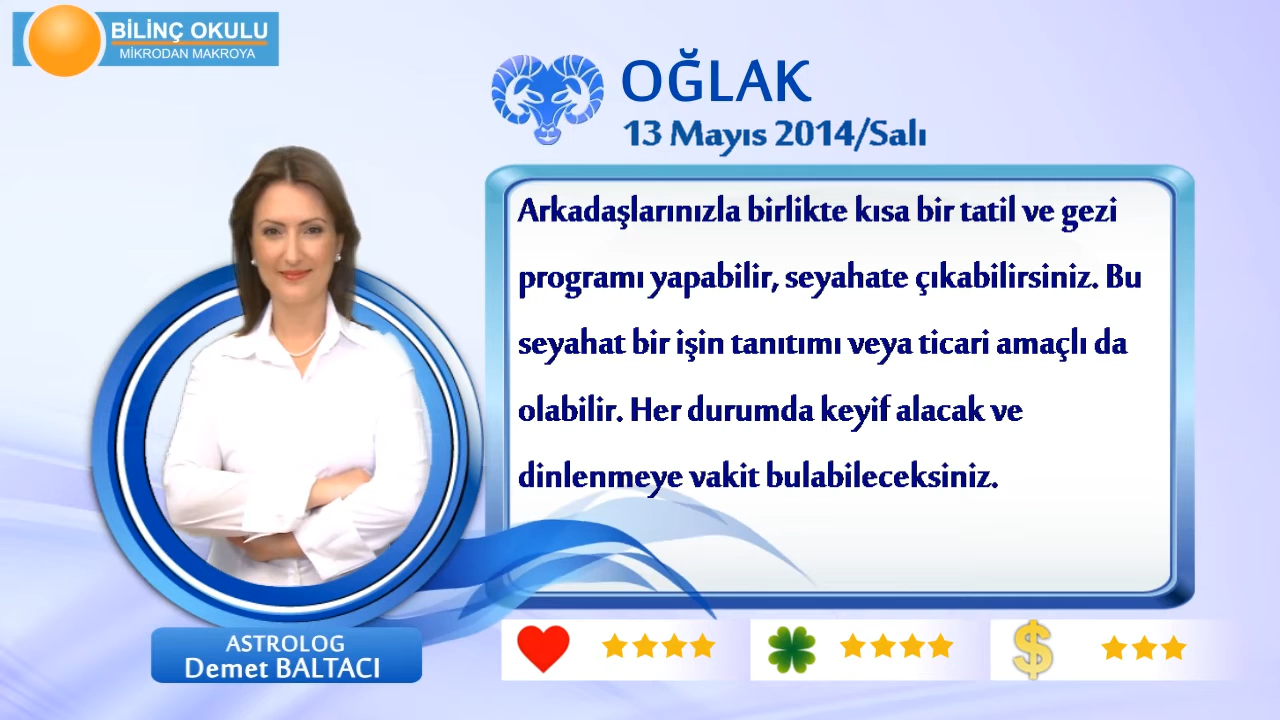 BİLİNÇ OKULU
MİKRODAN MAKROYA
OĞLAK
13 Mayıs 2014/Salı
Arkadaşlarınızla birlikte kısa bir tatil ve gezi
programı yapabilir, seyahate çıkabilirsiniz. Bu
seyahat bir işin tanıtımı veya ticari amaçlı da
olabilir. Her durumda keyif alacak ve
dinlenmeye vakit bulabileceksiniz.
ASTROLOG
Demet BALTACI